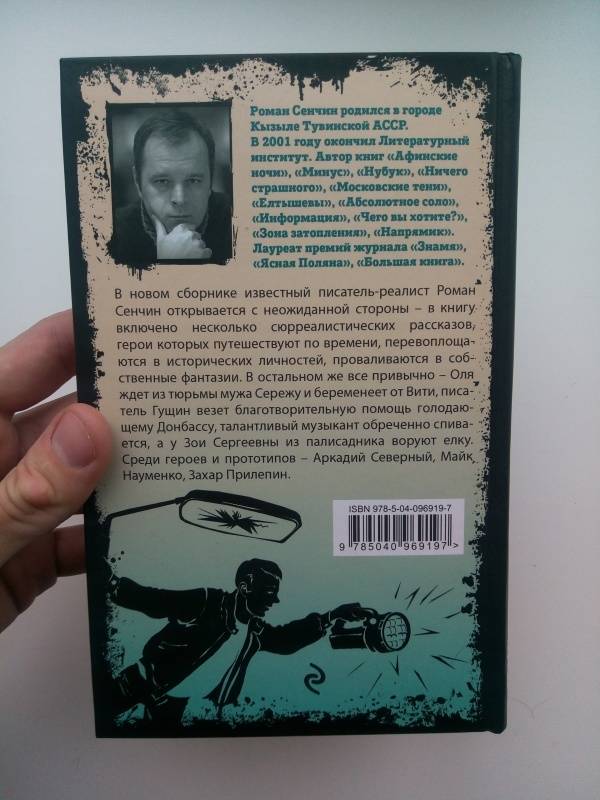 Роман Сенчин родился в городе
Кызыле Тувинской АССР.
В 2001 году окончил Литературный
институт. Автор книг «Афинские
ночи», «Минус», «Нубук», «Ничего
страшного», «Московские тени»,
«Елтышевы», «Абсолютное соло»,
«Информация», «Чего вы хотите?»,
«Зона затопления», «Напрямик».
Лауреат премий журнала «Знамя»,
«Ясная Поляна», «Большая книга».
В новом сборнике известный писатель-реалист Роман
Сенчин открывается с неожиданной стороны – в книгу
включено несколько сюрреалистических рассказов,
герои которых путешествуют по времени, перевоплоща-
ются в исторических личностей, проваливаются в соб-
ственные фантазии. В остальном же все привычно – Оля
ждет из тюрьмы мужа Сережу и беременеет от Вити, писа-
тель Гущин везет благотворительную помощь голодаю-
щему Донбассу, талантливый музыкант обреченно спива-
ется, а у Зои Сергеевны из палисадника воруют елку.
Среди героев и прототипов – Аркадий Северный, Майк
Науменко, Захар Прилепин.
ISBN 978-5-04-096919-7
9 785040 969197 >